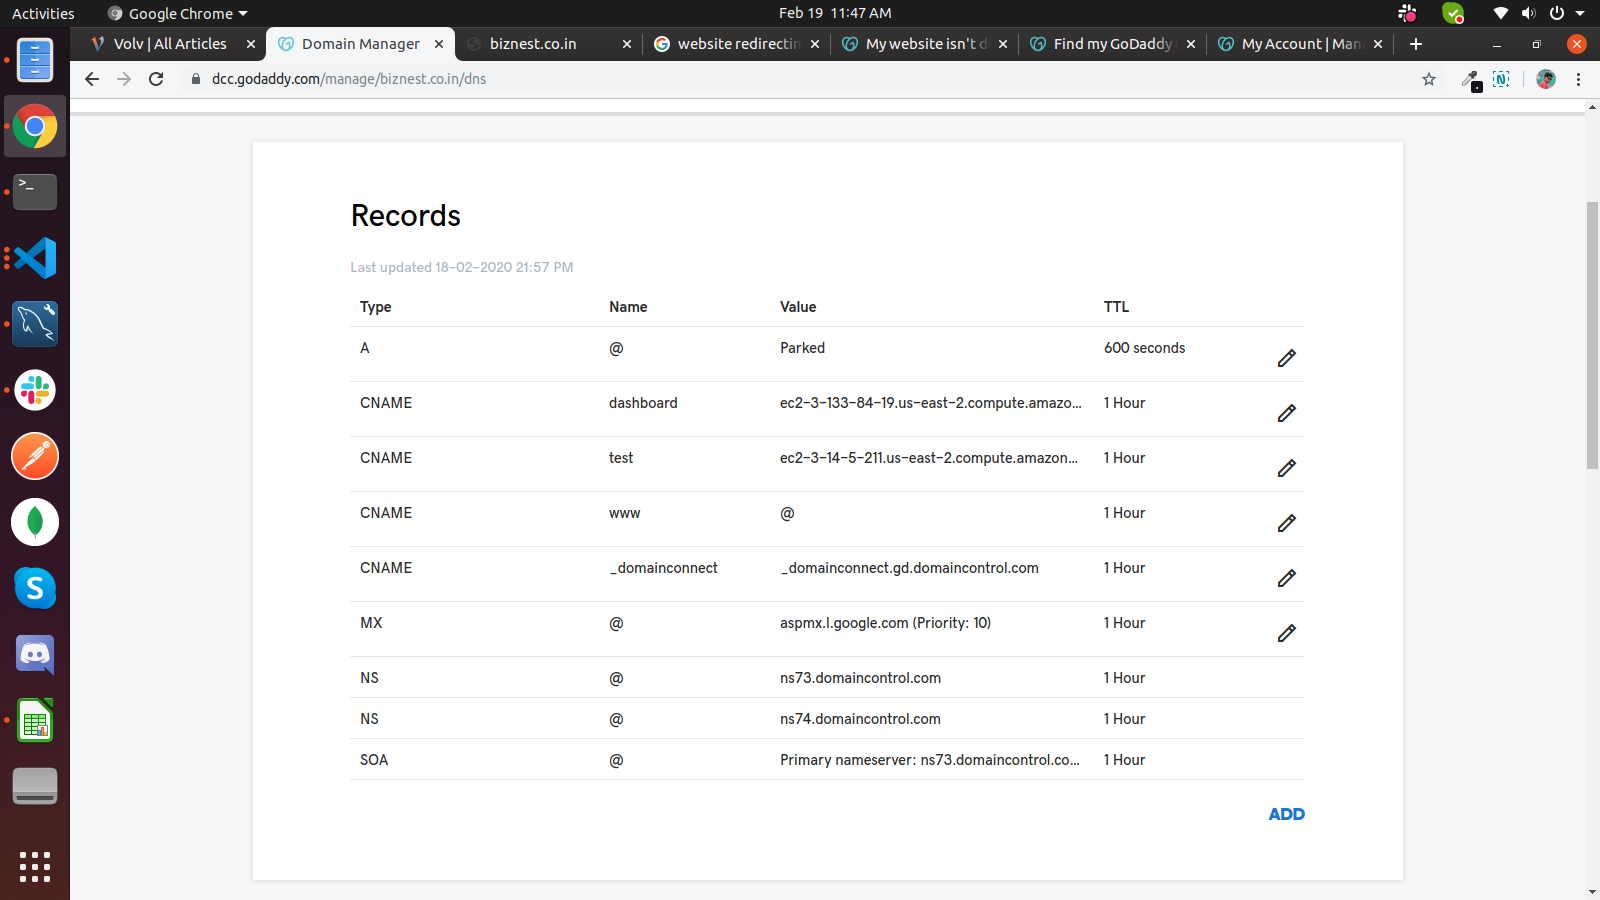 Activities
Google Chrome
Feb 19 11:47 AM
Volv | All Articles
Domain Manager
biznest.co.in
website redirectin
My website isn't d
Find my GoDaddy
My Account | Man
dcc.godaddy.com/manage/biznest.co.in/dns
Records
Last updated 18-02-2020 21:57 PM
Type Name Value TTL
A @ Parked 600 seconds
CNAME dashboard ec2-3-133-84-19.us-east-2.compute.amazo... 1 Hour
CNAME test ec2-3-14-5-211.us-east-2.compute.amazon... 1 Hour
CNAME www @ 1 Hour
CNAME _domainconnect _domainconnect.gd.domaincontrol.com 1 Hour
MX @ aspmx.l.google.com (Priority: 10) 1 Hour
NS @ ns73.domaincontrol.com 1 Hour
NS @ ns74.domaincontrol.com 1 Hour
SOA @ Primary nameserver: ns73.domaincontrol.co... 1 Hour
ADD